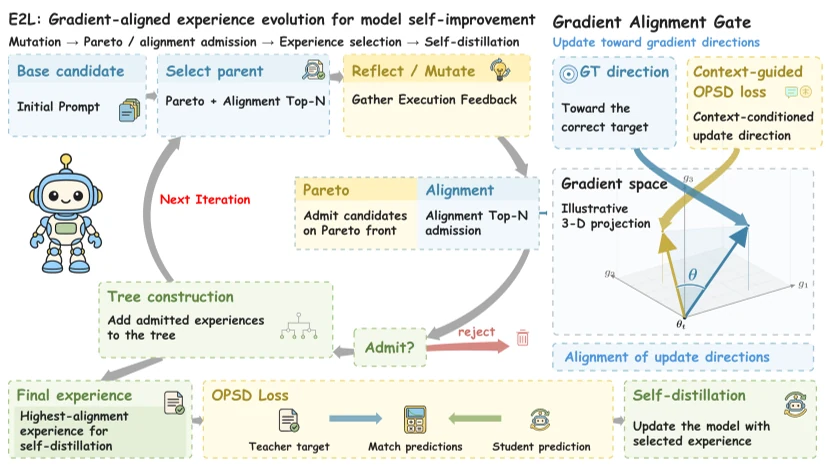 E2L: Gradient-aligned experience evolution for model self-improvement
Mutation → Pareto / alignment admission → Experience selection → Self-distillation
Base candidate
Initial Prompt
Select parent
Pareto + Alignment Top-N
Reflect / Mutate
Gather Execution Feedback
Next Iteration
Pareto
Admit candidates
on Pareto front
Alignment
Alignment Top-N
admission
Tree construction
Add admitted experiences
to the tree
Admit?
reject
Final experience
Highest-alignment
experience for
self-distillation
OPSD Loss
Teacher target
Match predictions
Student prediction
Self-distillation
Update the model with
selected experience
Gradient Alignment Gate
Update toward gradient directions
GT direction
Toward the
correct target
Context-guided
OPSD loss
Context-conditioned
update direction
Gradient space
Illustrative
3-D projection
g₃
g₂
g₁
θ
θₜ
Alignment of update directions